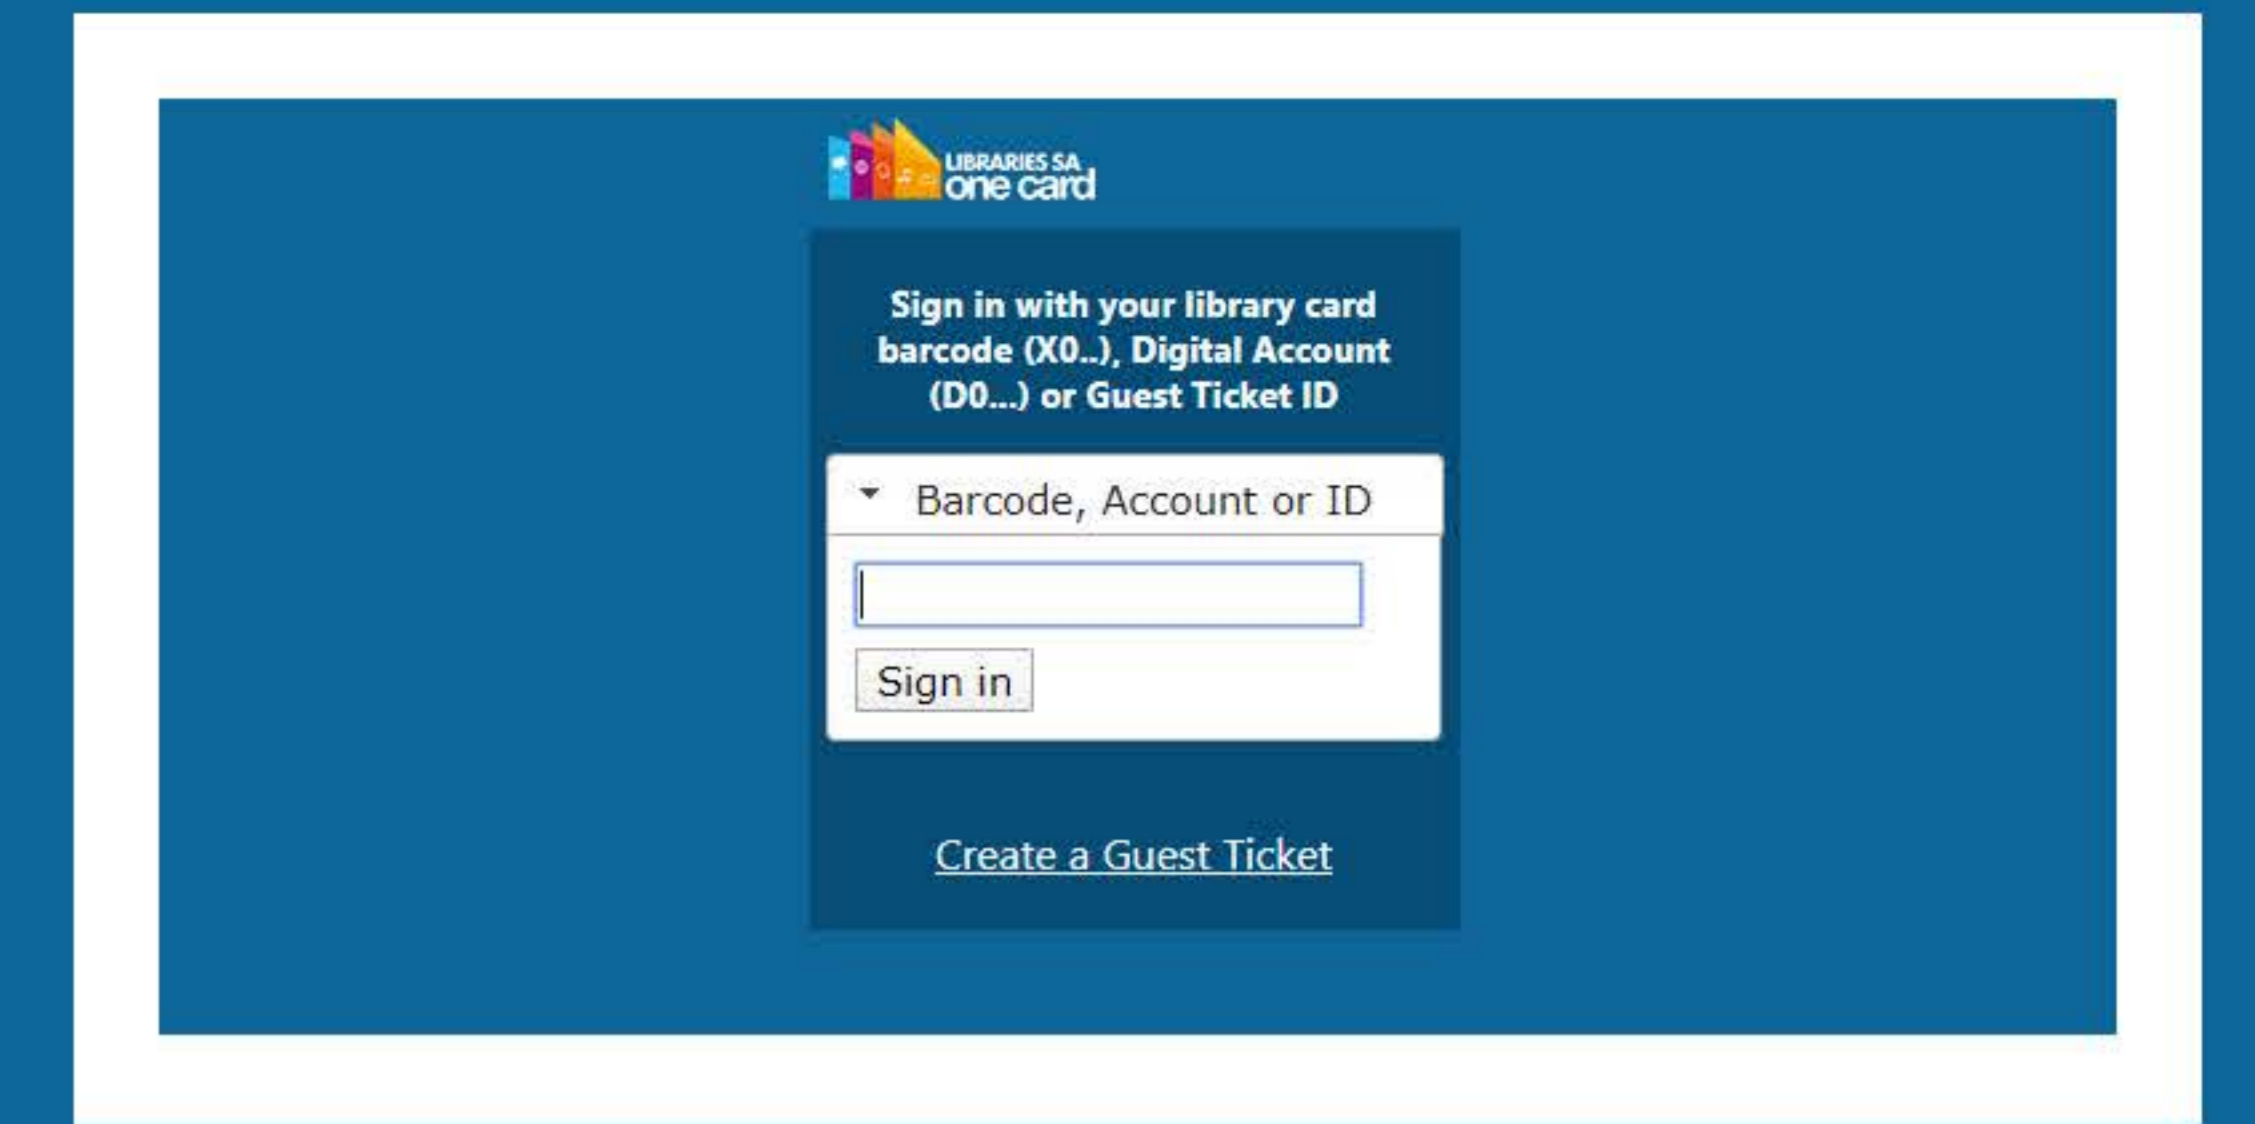 LIBRARIES SA
one card
Sign in with your library card
barcode (X0..), Digital Account
(D0...) or Guest Ticket ID
Barcode, Account or ID
Sign in
Create a Guest Ticket